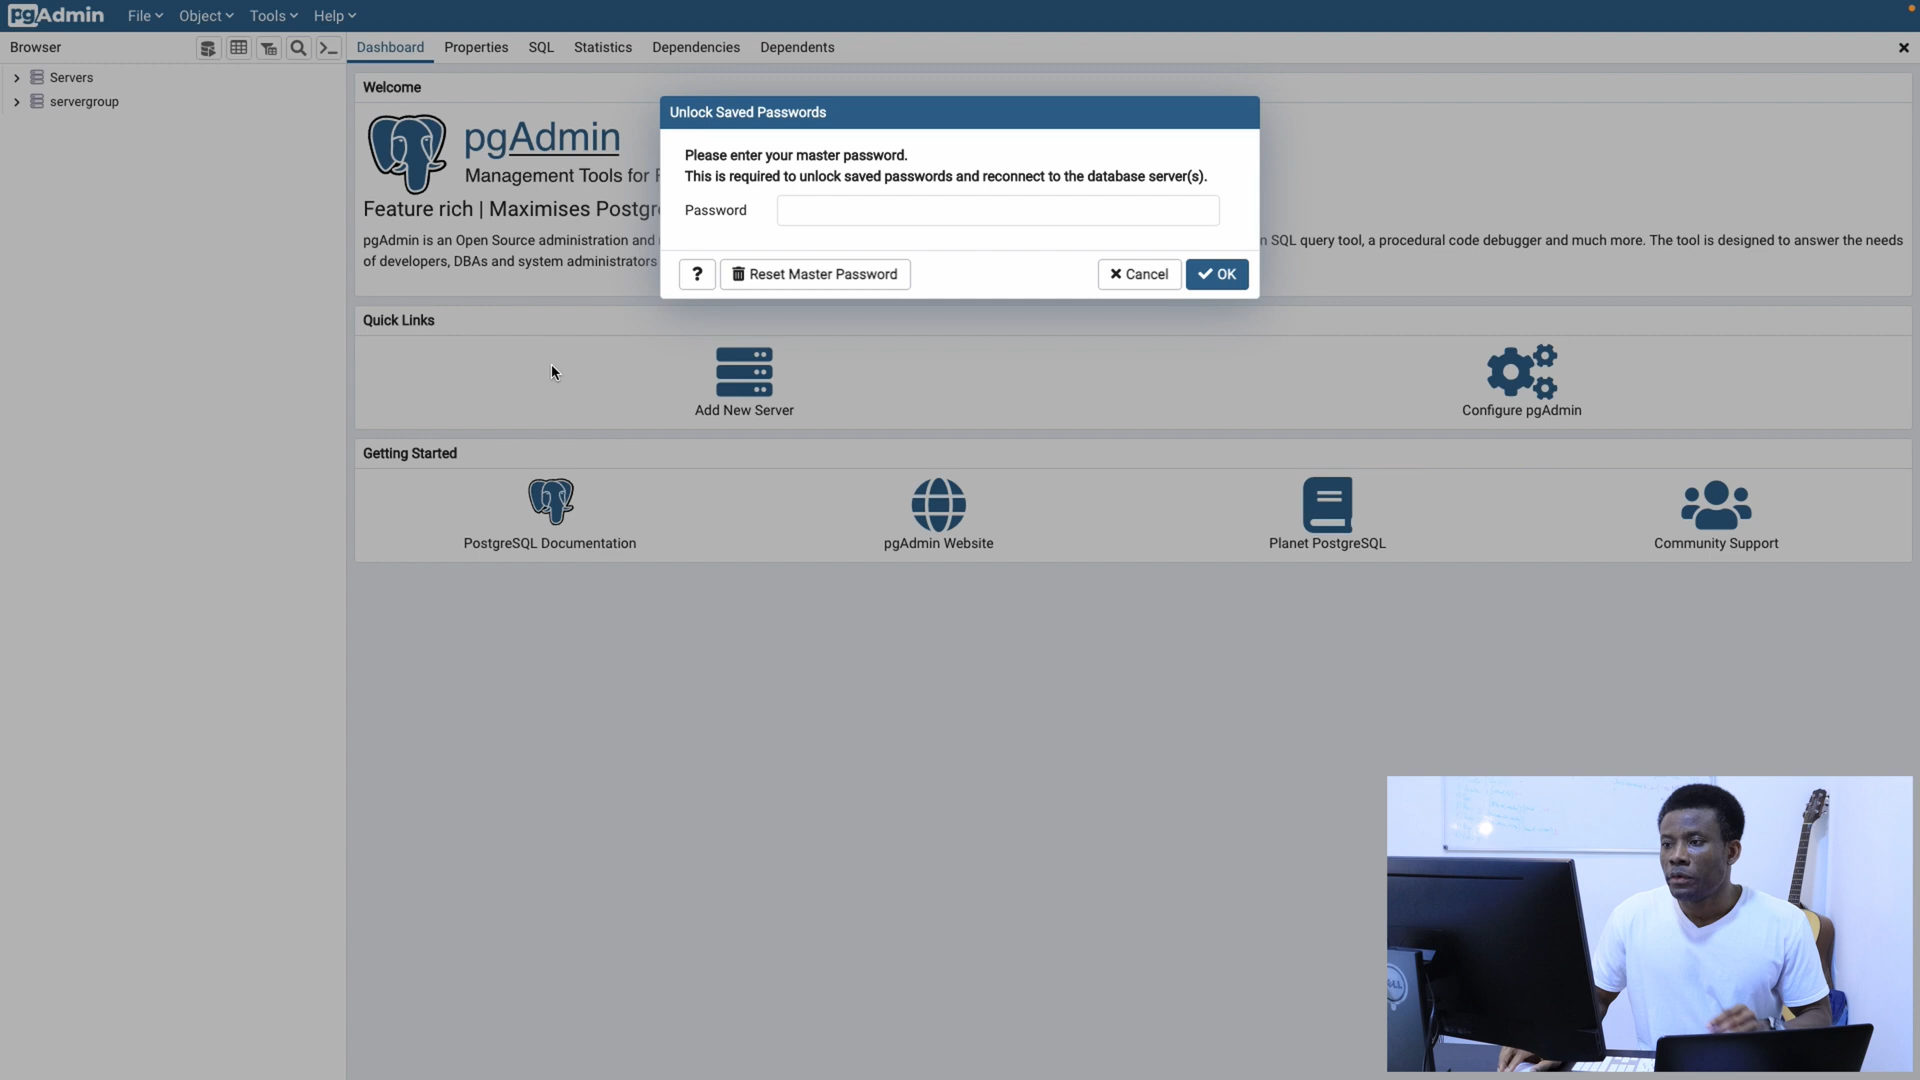 pgAdmin File Object Tools Help
Browser
Dashboard Properties SQL Statistics Dependencies Dependents
Servers
servergroup
Welcome
pgAdmin
Management Tools for
Feature rich | Maximises
pgAdmin is an Open Source administration and
SQL query tool, a procedural code debugger and much more. The tool is designed to answer the needs
of developers, DBAs and system administrators
Unlock Saved Passwords
Please enter your master password.
This is required to unlock saved passwords and reconnect to the database server(s).
Password
? Reset Master Password Cancel OK
Quick Links
Add New Server Configure pgAdmin
Getting Started
PostgreSQL Documentation pgAdmin Website Planet PostgreSQL Community Support